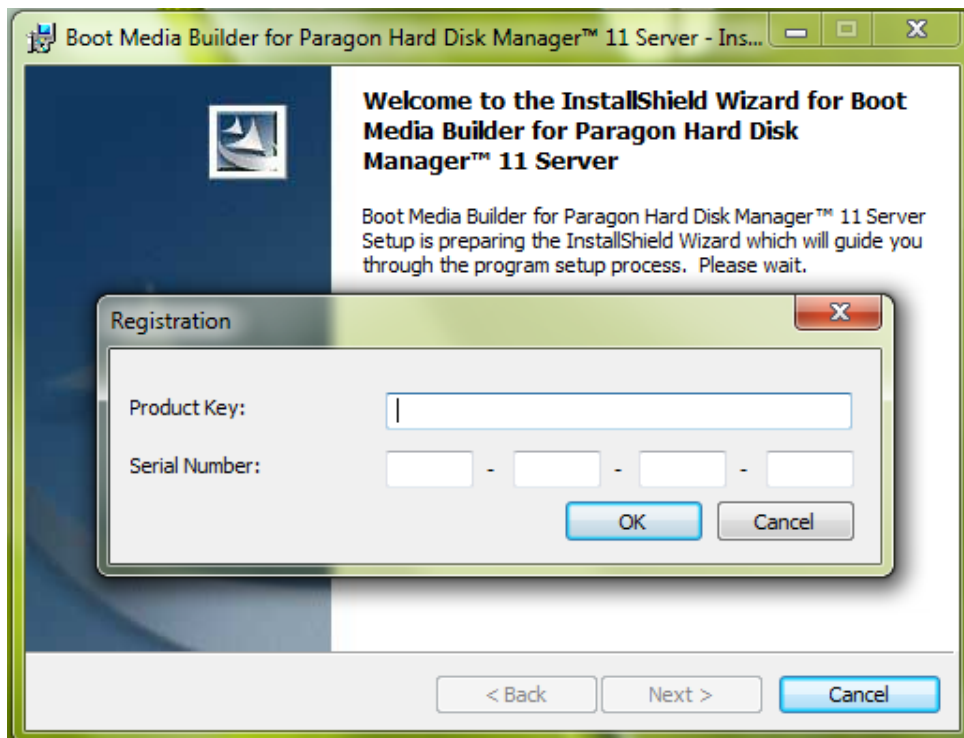 Boot Media Builder for Paragon Hard Disk Manager™ 11 Server - Ins...
Welcome to the InstallShield Wizard for Boot
Media Builder for Paragon Hard Disk
Manager™ 11 Server
Boot Media Builder for Paragon Hard Disk Manager™ 11 Server
Setup is preparing the InstallShield Wizard which will guide you
through the program setup process. Please wait.
Registration
Product Key:
Serial Number:
- - -
OK Cancel
< Back Next > Cancel